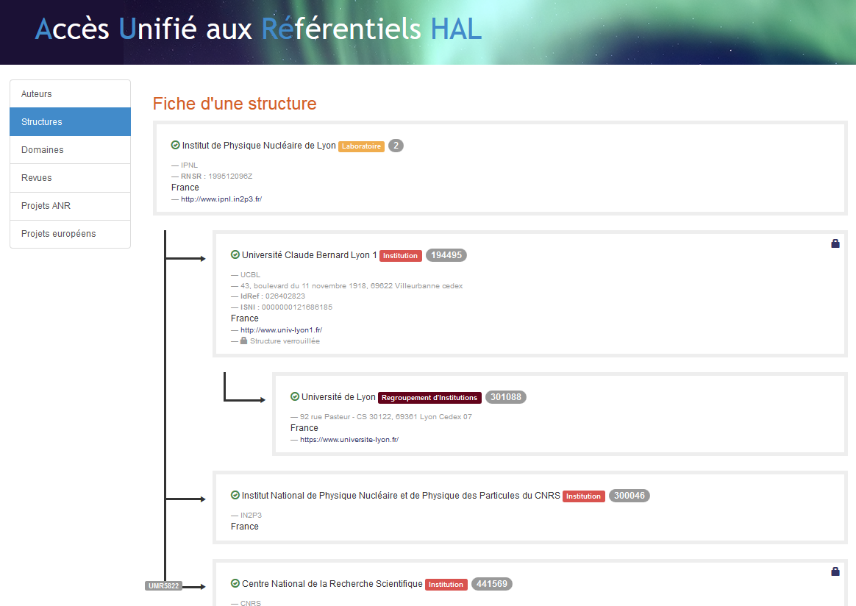 Accès Unifié aux Référentiels HAL
Auteurs
Structures
Domaines
Revues
Projets ANR
Projets européens
Fiche d'une structure
Institut de Physique Nucléaire de Lyon Laboratoire 2
— IPNL
— RNSR : 199512096Z
France
— http://www.ipnl.in2p3.fr/
Université Claude Bernard Lyon 1 Institution 194495
— UCBL
— 43, boulevard du 11 novembre 1918, 69622 Villeurbanne cedex
— IdRef : 026402823
— ISNI : 0000000121686185
France
— http://www.univ-lyon1.fr/
— Structure verrouillée
Université de Lyon Regroupement d'Institutions 301088
— 92 rue Pasteur - CS 30122, 69361 Lyon Cedex 07
France
— https://www.universite-lyon.fr/
Institut National de Physique Nucléaire et de Physique des Particules du CNRS Institution 300046
— IN2P3
France
UMR5822
Centre National de la Recherche Scientifique Institution 441569
— CNRS